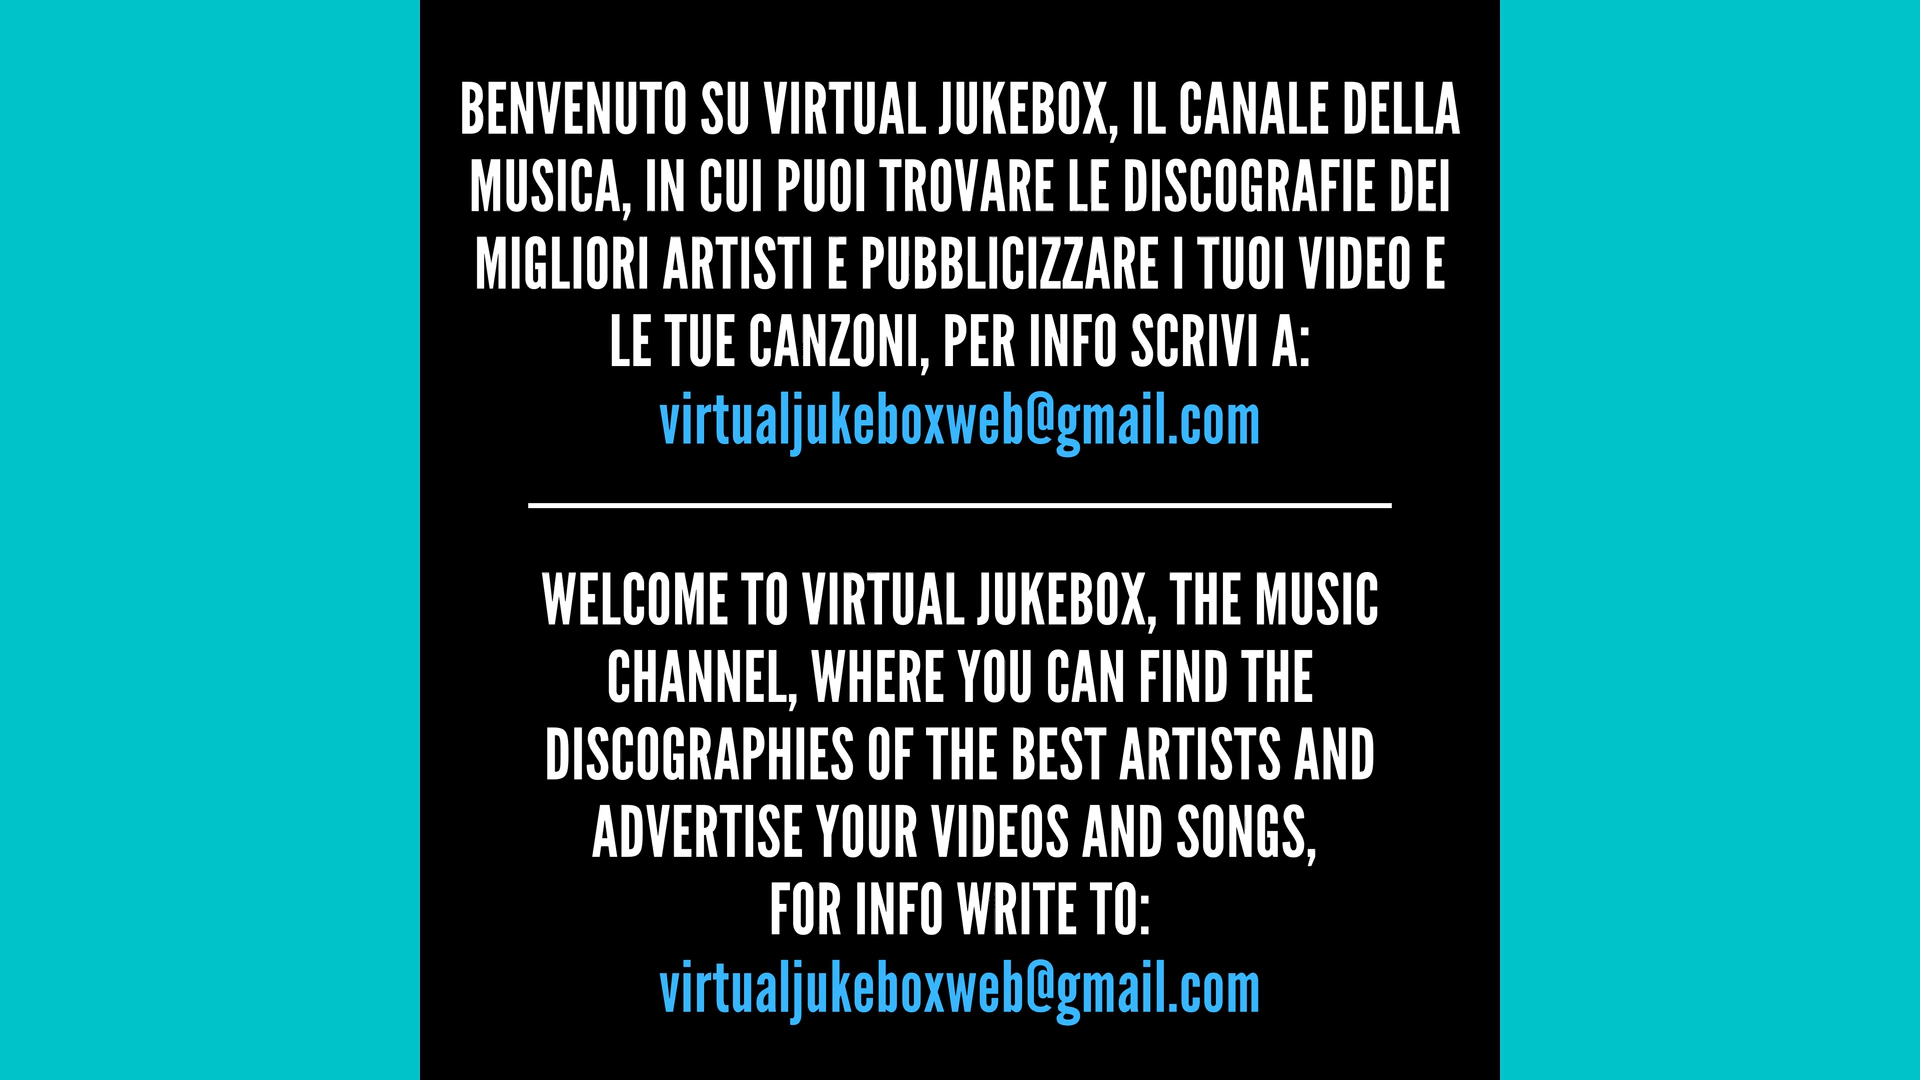 BENVENUTO SU VIRTUAL JUKEBOX, IL CANALE DELLA
MUSICA, IN CUI PUOI TROVARE LE DISCOGRAFIE DEI
MIGLIORI ARTISTI E PUBBLICIZZARE I TUOI VIDEO E
LE TUE CANZONI, PER INFO SCRIVI A:
virtualjukeboxweb@gmail.com
WELCOME TO VIRTUAL JUKEBOX, THE MUSIC
CHANNEL, WHERE YOU CAN FIND THE
DISCOGRAPHIES OF THE BEST ARTISTS AND
ADVERTISE YOUR VIDEOS AND SONGS,
FOR INFO WRITE TO:
virtualjukeboxweb@gmail.com